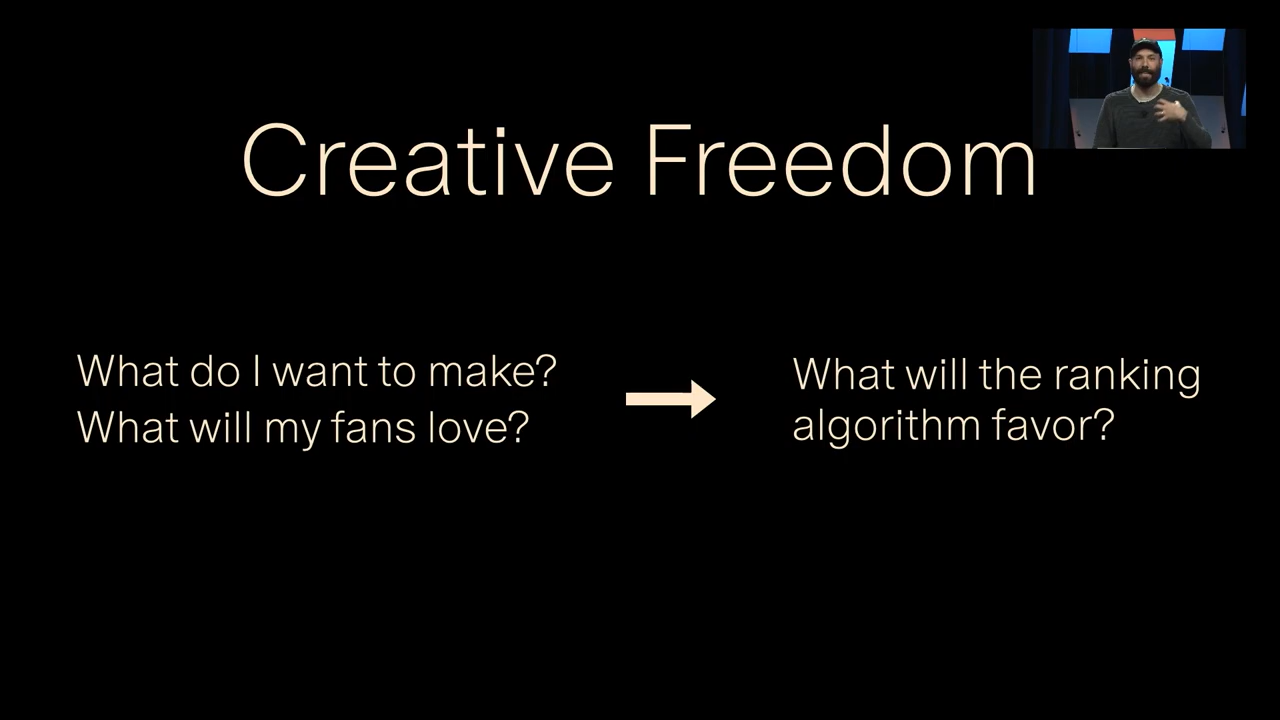 Creative Freedom
What do I want to make?
What will my fans love?
What will the ranking
algorithm favor?